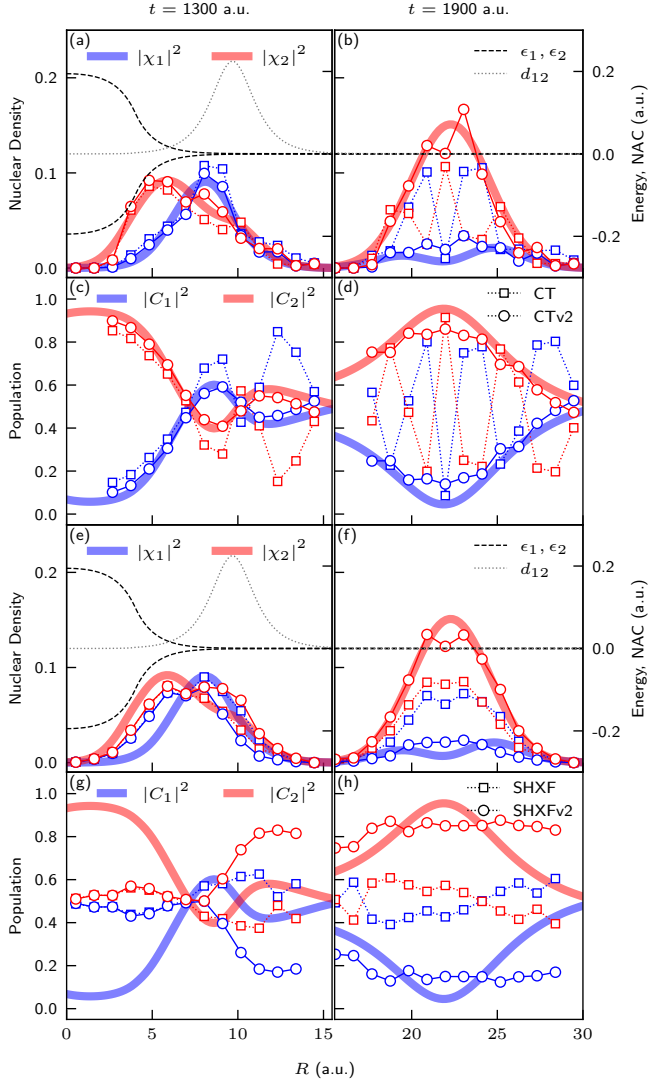 t = 1300 a.u.
t = 1900 a.u.
(a)
|χ₁|²
|χ₂|²
(b)
ϵ₁, ϵ₂
d₁₂
0.2
0.1
0.0
Nuclear Density
0.2
0.0
-0.2
Energy, NAC (a.u.)
(c)
|C₁|²
|C₂|²
(d)
CT
CTv2
1.0
0.8
0.6
0.4
0.2
0.0
Population
(e)
|χ₁|²
|χ₂|²
(f)
ϵ₁, ϵ₂
d₁₂
0.2
0.1
0.0
Nuclear Density
0.2
0.0
-0.2
Energy, NAC (a.u.)
(g)
|C₁|²
|C₂|²
(h)
SHXF
SHXFv2
1.0
0.8
0.6
0.4
0.2
0.0
Population
0 5 10 15
20 25 30
R (a.u.)